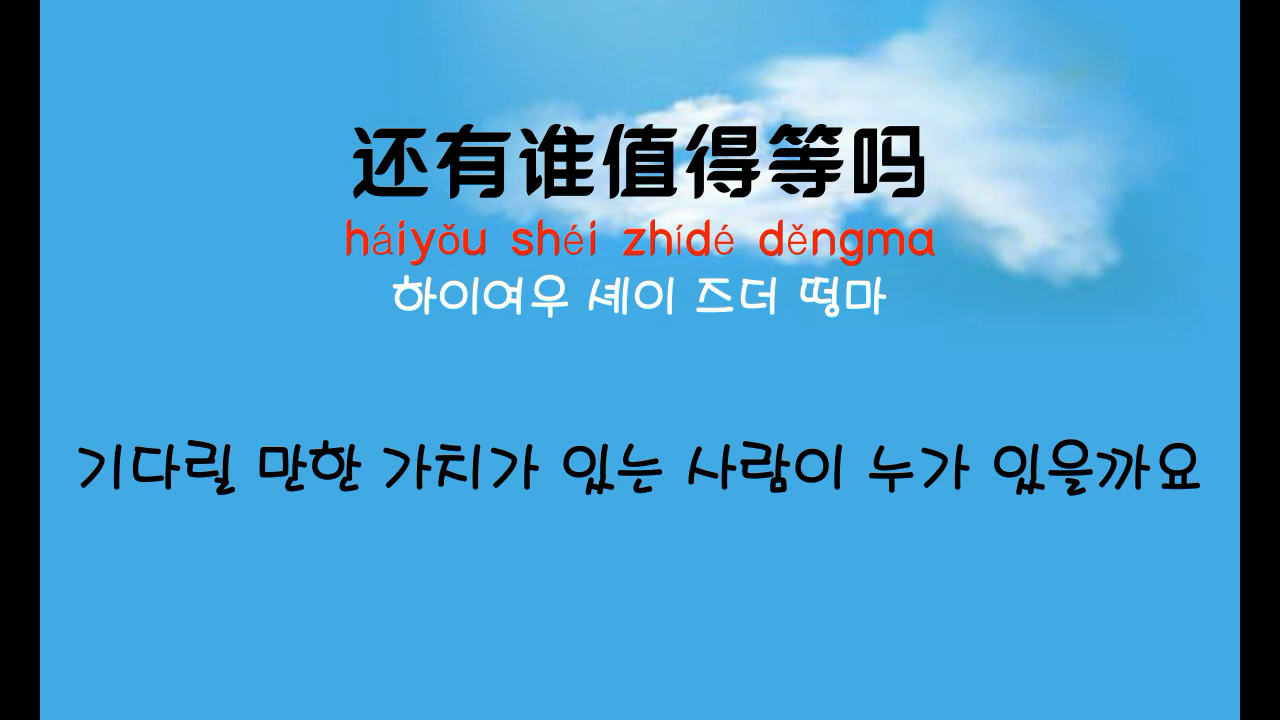 还有谁值得等吗
háiyǒu shéi zhídé děngma
하이여우 셰이 즈더 떵마
기다릴 만한 가치가 있는 사람이 누가 있을까요